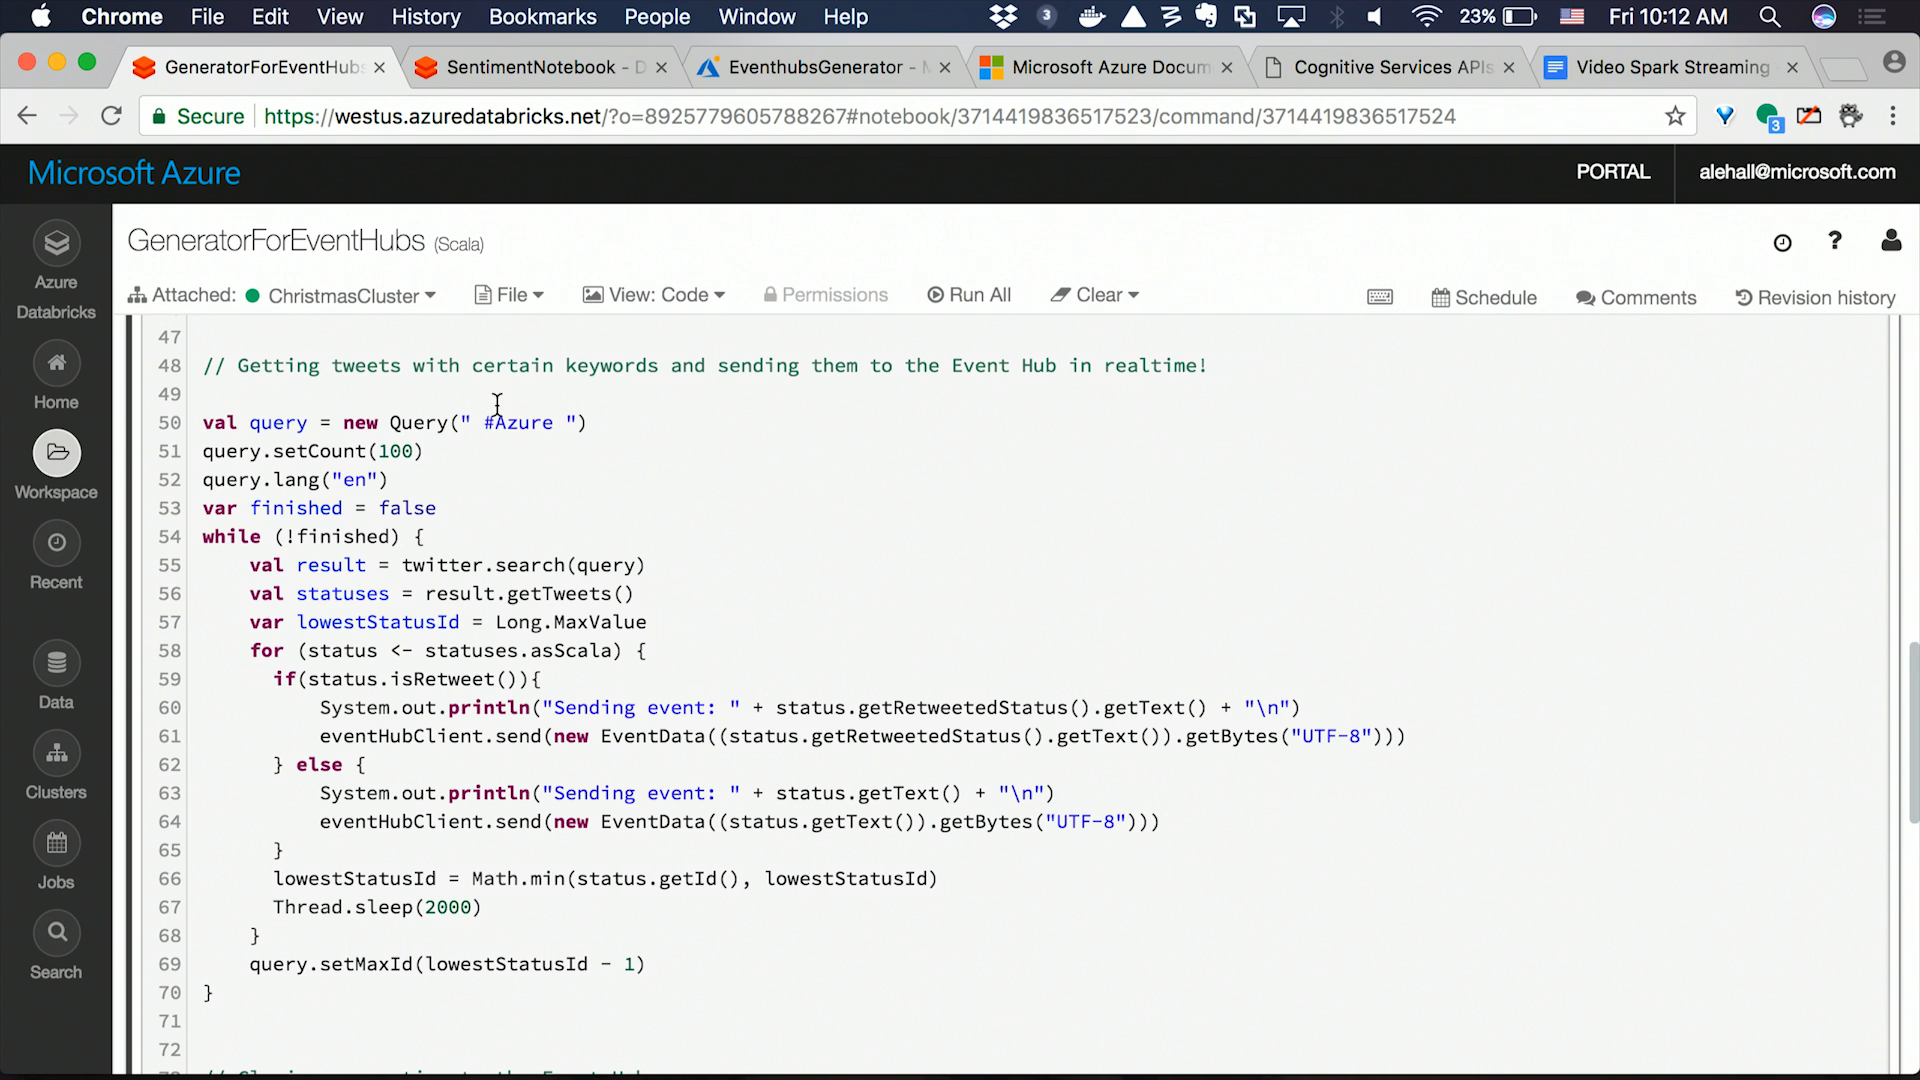 Chrome File Edit View History Bookmarks People Window Help 3 23% Fri 10:12 AM
GeneratorForEventHubs SentimentNotebook - D EventhubsGenerator - M Microsoft Azure Docum Cognitive Services APIs Video Spark Streaming
Secure https://westus.azuredatabricks.net/?o=8925779605788267#notebook/3714419836517523/command/3714419836517524 3
Microsoft Azure PORTAL alehall@microsoft.com
GeneratorForEventHubs (Scala) ?
Attached: ChristmasCluster File View: Code Permissions Run All Clear Schedule Comments Revision history
Azure
Databricks
Home
Workspace
Recent
Data
Clusters
Jobs
Search
47
48 // Getting tweets with certain keywords and sending them to the Event Hub in realtime!
49
50 val query = new Query(" #Azure ")
51 query.setCount(100)
52 query.lang("en")
53 var finished = false
54 while (!finished) {
55 val result = twitter.search(query)
56 val statuses = result.getTweets()
57 var lowestStatusId = Long.MaxValue
58 for (status <- statuses.asScala) {
59 if(status.isRetweet()){
60 System.out.println("Sending event: " + status.getRetweetedStatus().getText() + "\n")
61 eventHubClient.send(new EventData((status.getRetweetedStatus().getText()).getBytes("UTF-8")))
62 } else {
63 System.out.println("Sending event: " + status.getText() + "\n")
64 eventHubClient.send(new EventData((status.getText()).getBytes("UTF-8")))
65 }
66 lowestStatusId = Math.min(status.getId(), lowestStatusId)
67 Thread.sleep(2000)
68 }
69 query.setMaxId(lowestStatusId - 1)
70 }
71
72